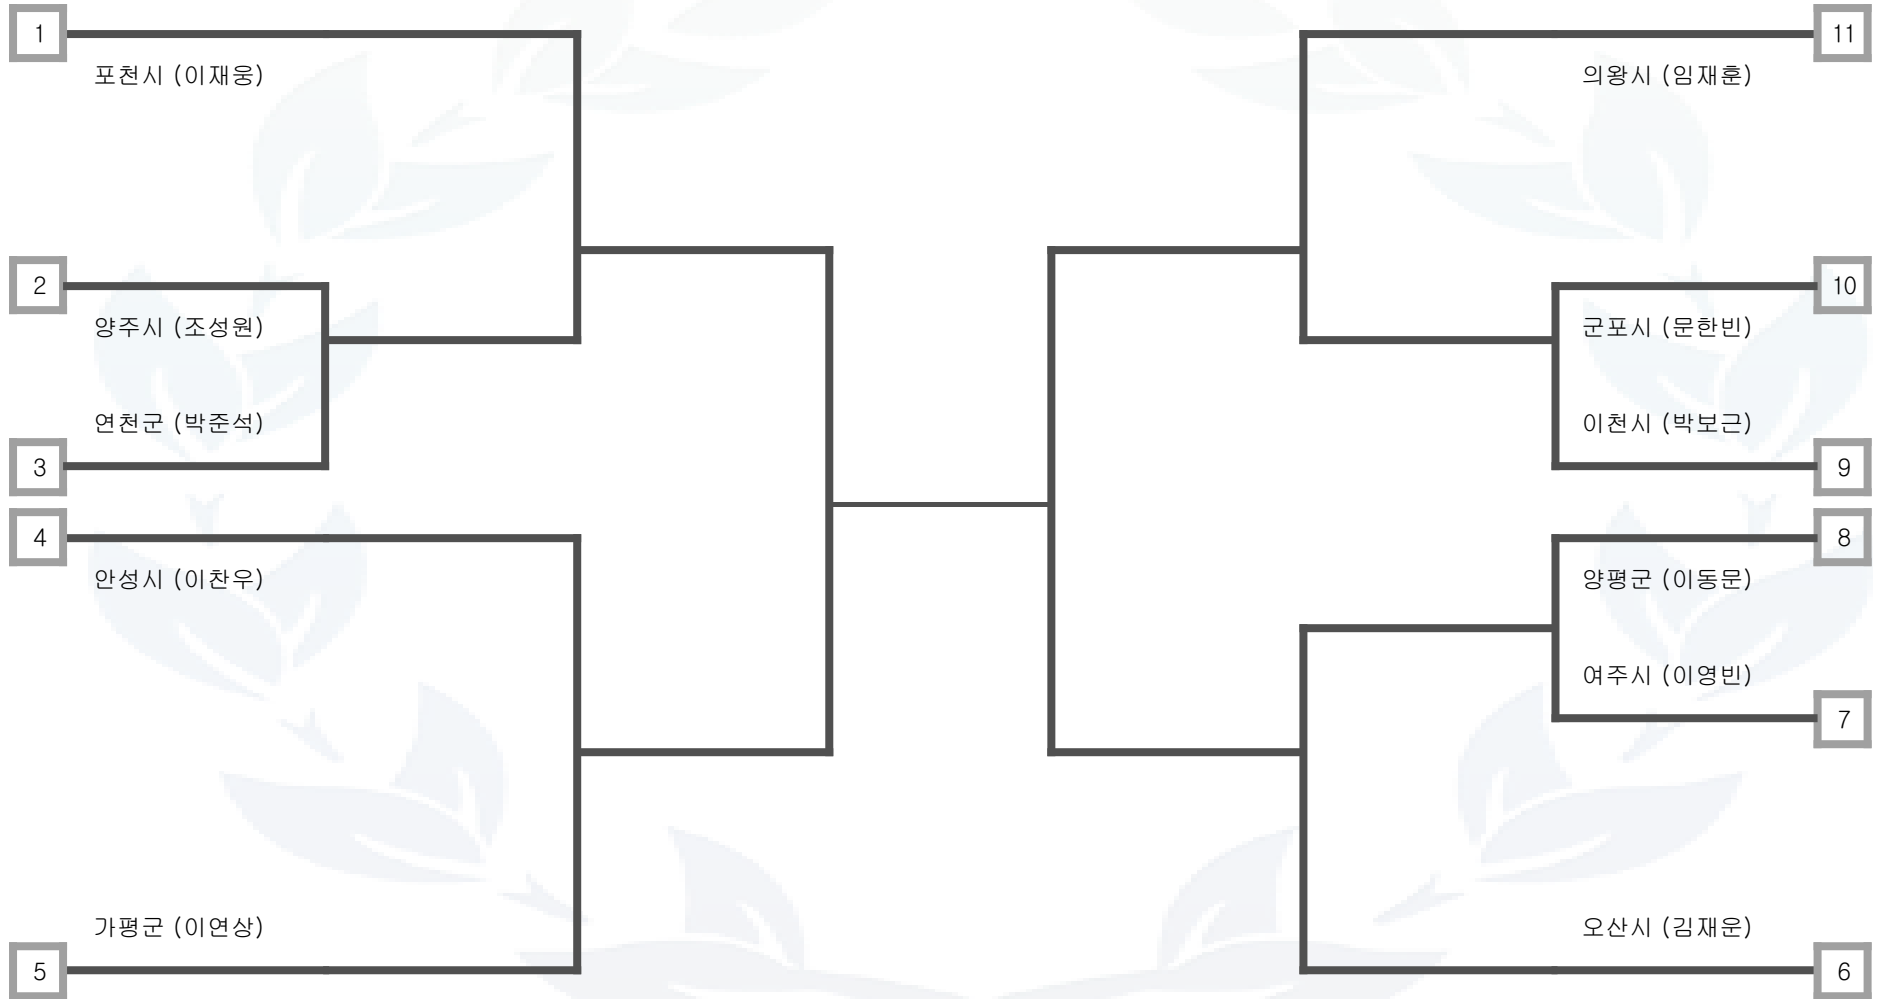 1
포천시 (이재웅)
2
양주시 (조성원)
연천군 (박준석)
3
4
안성시 (이찬우)
가평군 (이연상)
5
11
의왕시 (임재훈)
10
군포시 (문한빈)
이천시 (박보근)
9
8
양평군 (이동문)
여주시 (이영빈)
7
오산시 (김재운)
6